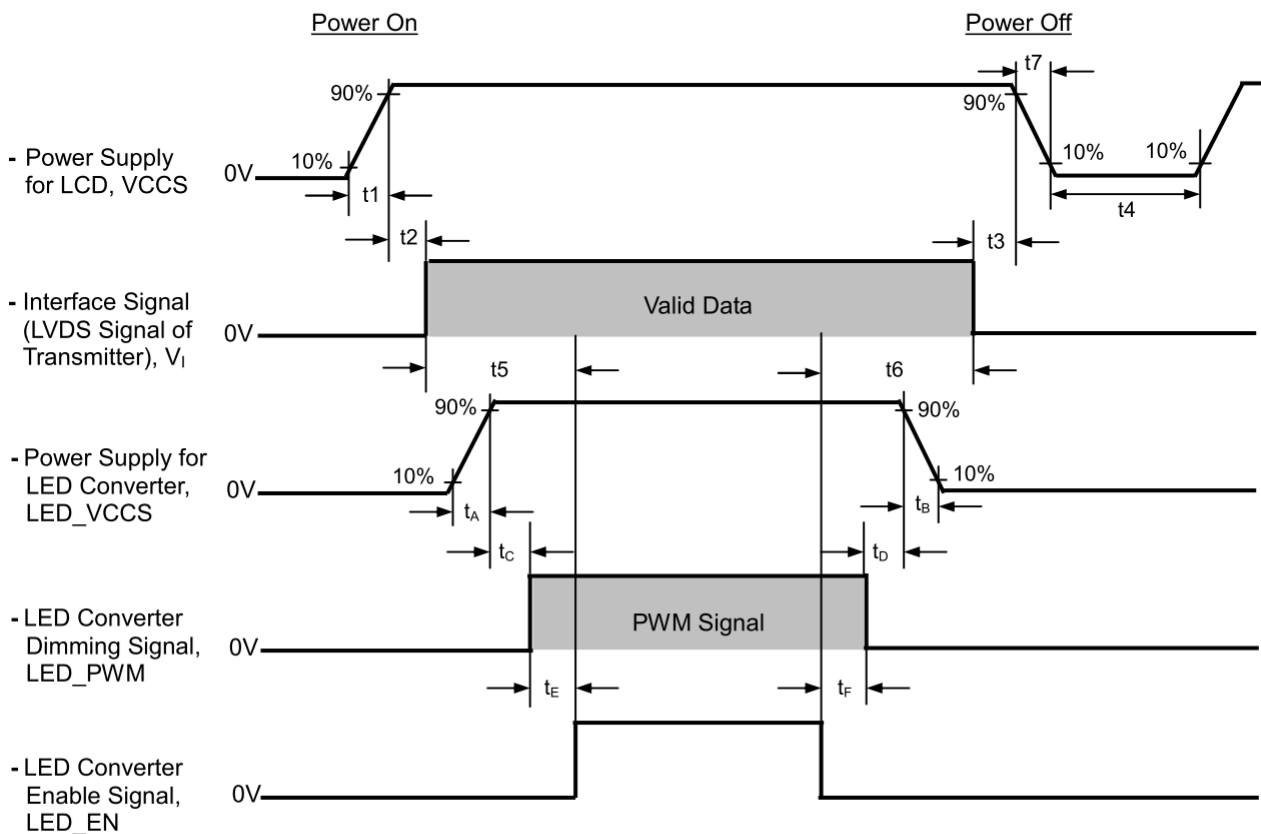 Power On
Power Off
t7
90%
90%
- Power Supply
for LCD, VCCS
10%
10%
10%
0V
t1
t4
t2
t3
- Interface Signal
(LVDS Signal of
Transmitter), VI
0V
Valid Data
t5
t6
90%
90%
- Power Supply for
LED Converter,
LED_VCCS
10%
10%
0V
tA
tB
tC
tD
- LED Converter
Dimming Signal,
LED_PWM
0V
PWM Signal
tE
tF
- LED Converter
Enable Signal,
LED_EN
0V